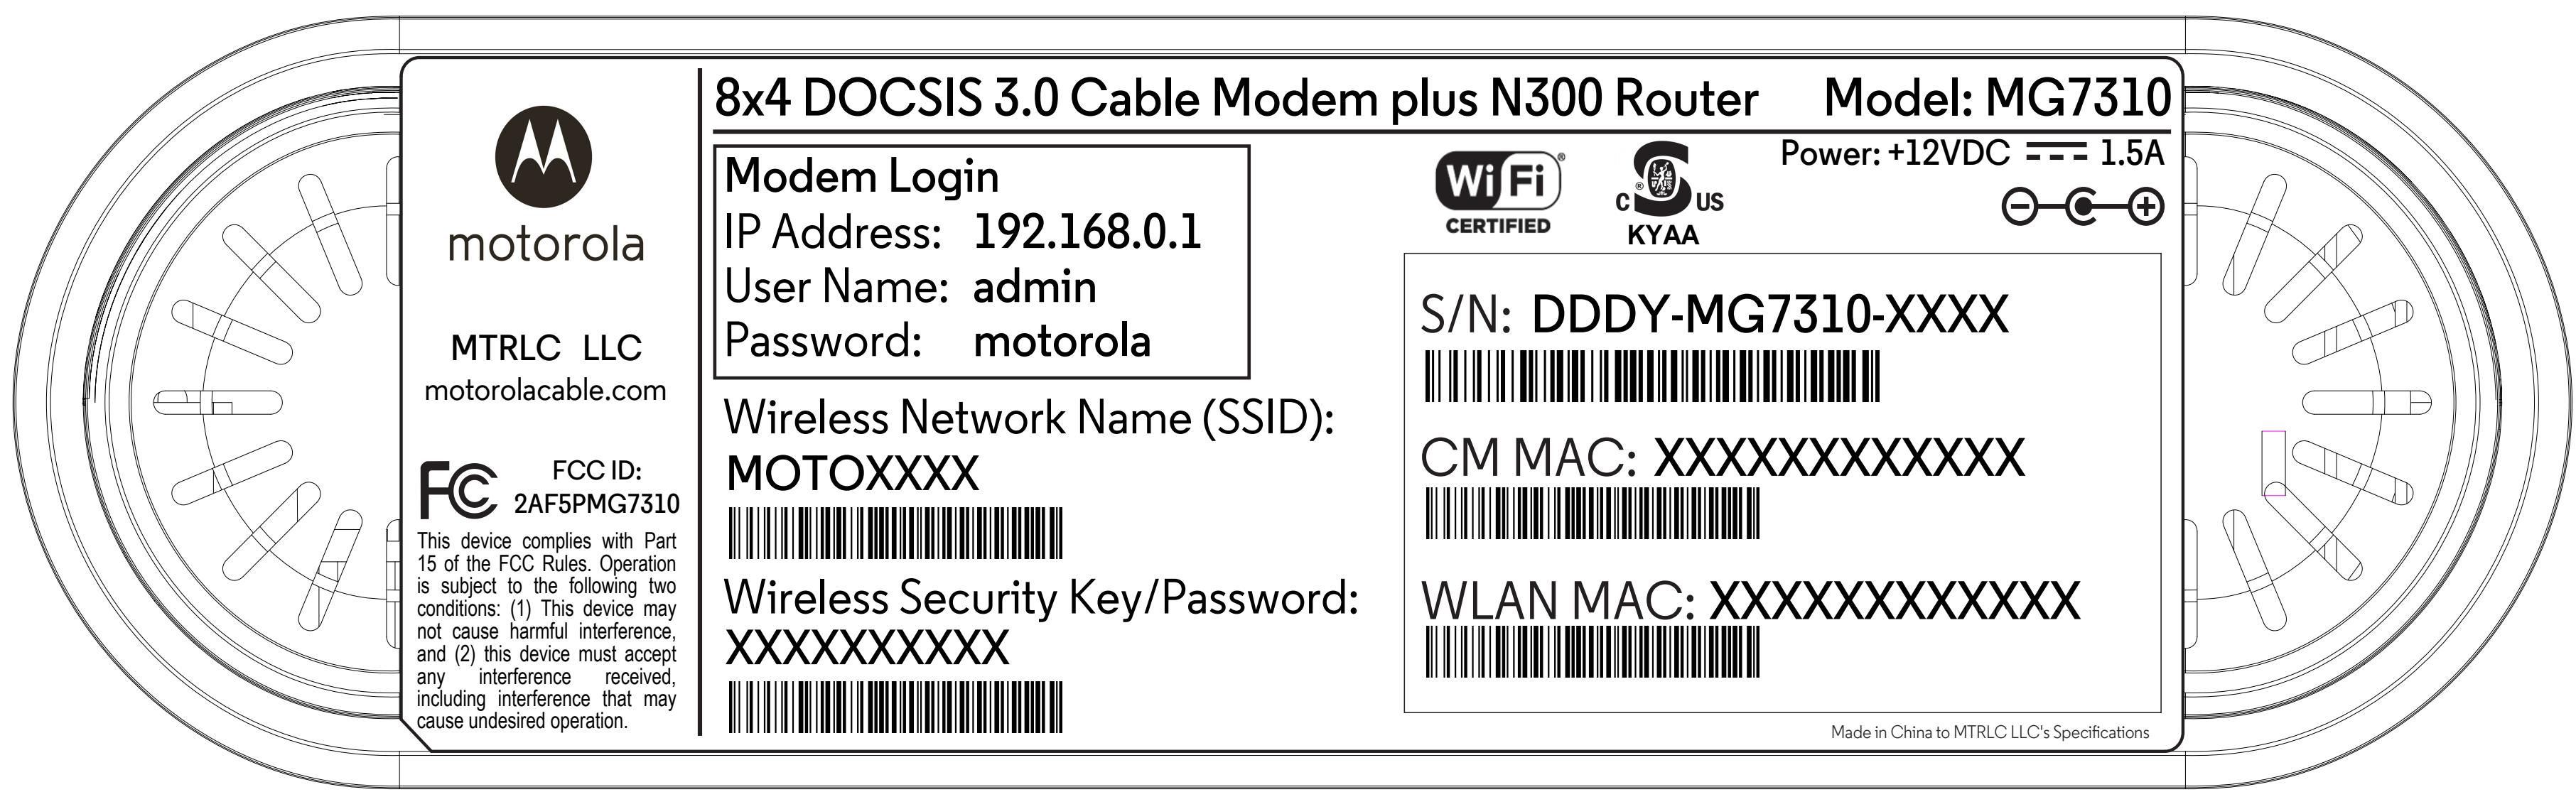 motorola
MTRLC LLC
motorolacable.com
FC
FCC ID:
2AF5PMG7310
This device complies with Part
15 of the FCC Rules. Operation
is subject to the following two
conditions: (1) This device may
not cause harmful interference,
and (2) this device must accept
any interference received,
including interference that may
cause undesired operation.
8x4 DOCSIS 3.0 Cable Modem plus N300 Router Model: MG7310
Modem Login
IP Address: 192.168.0.1
User Name: admin
Password: motorola
Wireless Network Name (SSID):
MOTOXXXX
Wireless Security Key/Password:
XXXXXXXXXX
Wi Fi ®
CERTIFIED
C ® US
KYAA
Power: +12VDC 1.5A
S/N: DDDY-MG7310-XXXX
CM MAC: XXXXXXXXXXXX
WLAN MAC: XXXXXXXXXXXX
Made in China to MTRLC LLC's Specifications